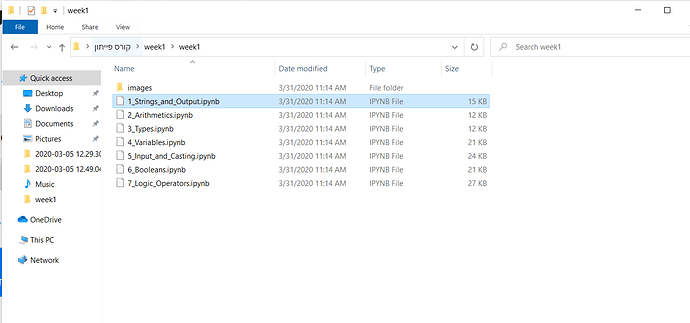 week1
File Home Share View
קורס פייתון week1 week1
Search week1
Name Date modified Type Size
Quick access
Desktop
Downloads
Documents
Pictures
2020-03-05 12.29.30
2020-03-05 12.49.04
Music
week1
OneDrive
This PC
Network
images 3/31/2020 11:14 AM File folder
1_Strings_and_Output.ipynb 3/31/2020 11:14 AM IPYNB File 15 KB
2_Arithmetics.ipynb 3/31/2020 11:14 AM IPYNB File 12 KB
3_Types.ipynb 3/31/2020 11:14 AM IPYNB File 12 KB
4_Variables.ipynb 3/31/2020 11:14 AM IPYNB File 21 KB
5_Input_and_Casting.ipynb 3/31/2020 11:14 AM IPYNB File 24 KB
6_Booleans.ipynb 3/31/2020 11:14 AM IPYNB File 21 KB
7_Logic_Operators.ipynb 3/31/2020 11:14 AM IPYNB File 27 KB